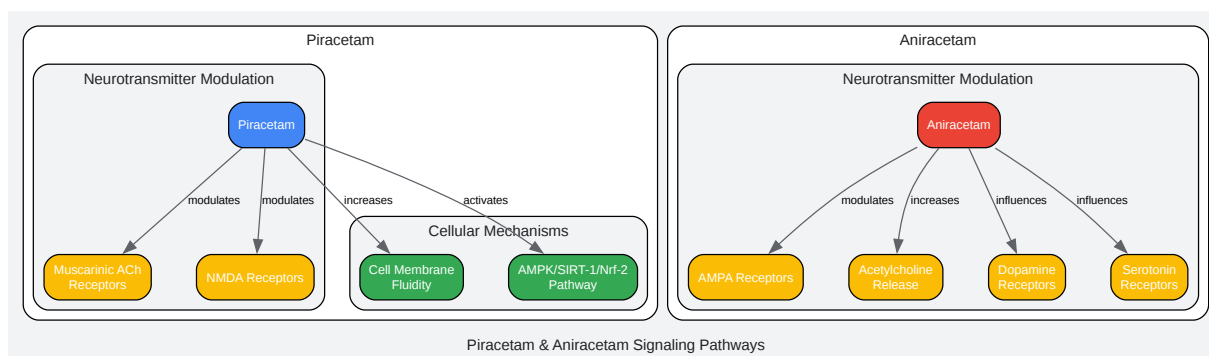 Piracetam
Aniracetam
Neurotransmitter Modulation
Neurotransmitter Modulation
Piracetam
Aniracetam
modulates
modulates
increases
activates
modulates
increases
influences
influences
Cellular Mechanisms
Muscarinic ACh
Receptors
NMDA Receptors
Cell Membrane
Fluidity
AMPK/SIRT-1/Nrf-2
Pathway
AMPA Receptors
Acetylcholine
Release
Dopamine
Receptors
Serotonin
Receptors
Piracetam & Aniracetam Signaling Pathways